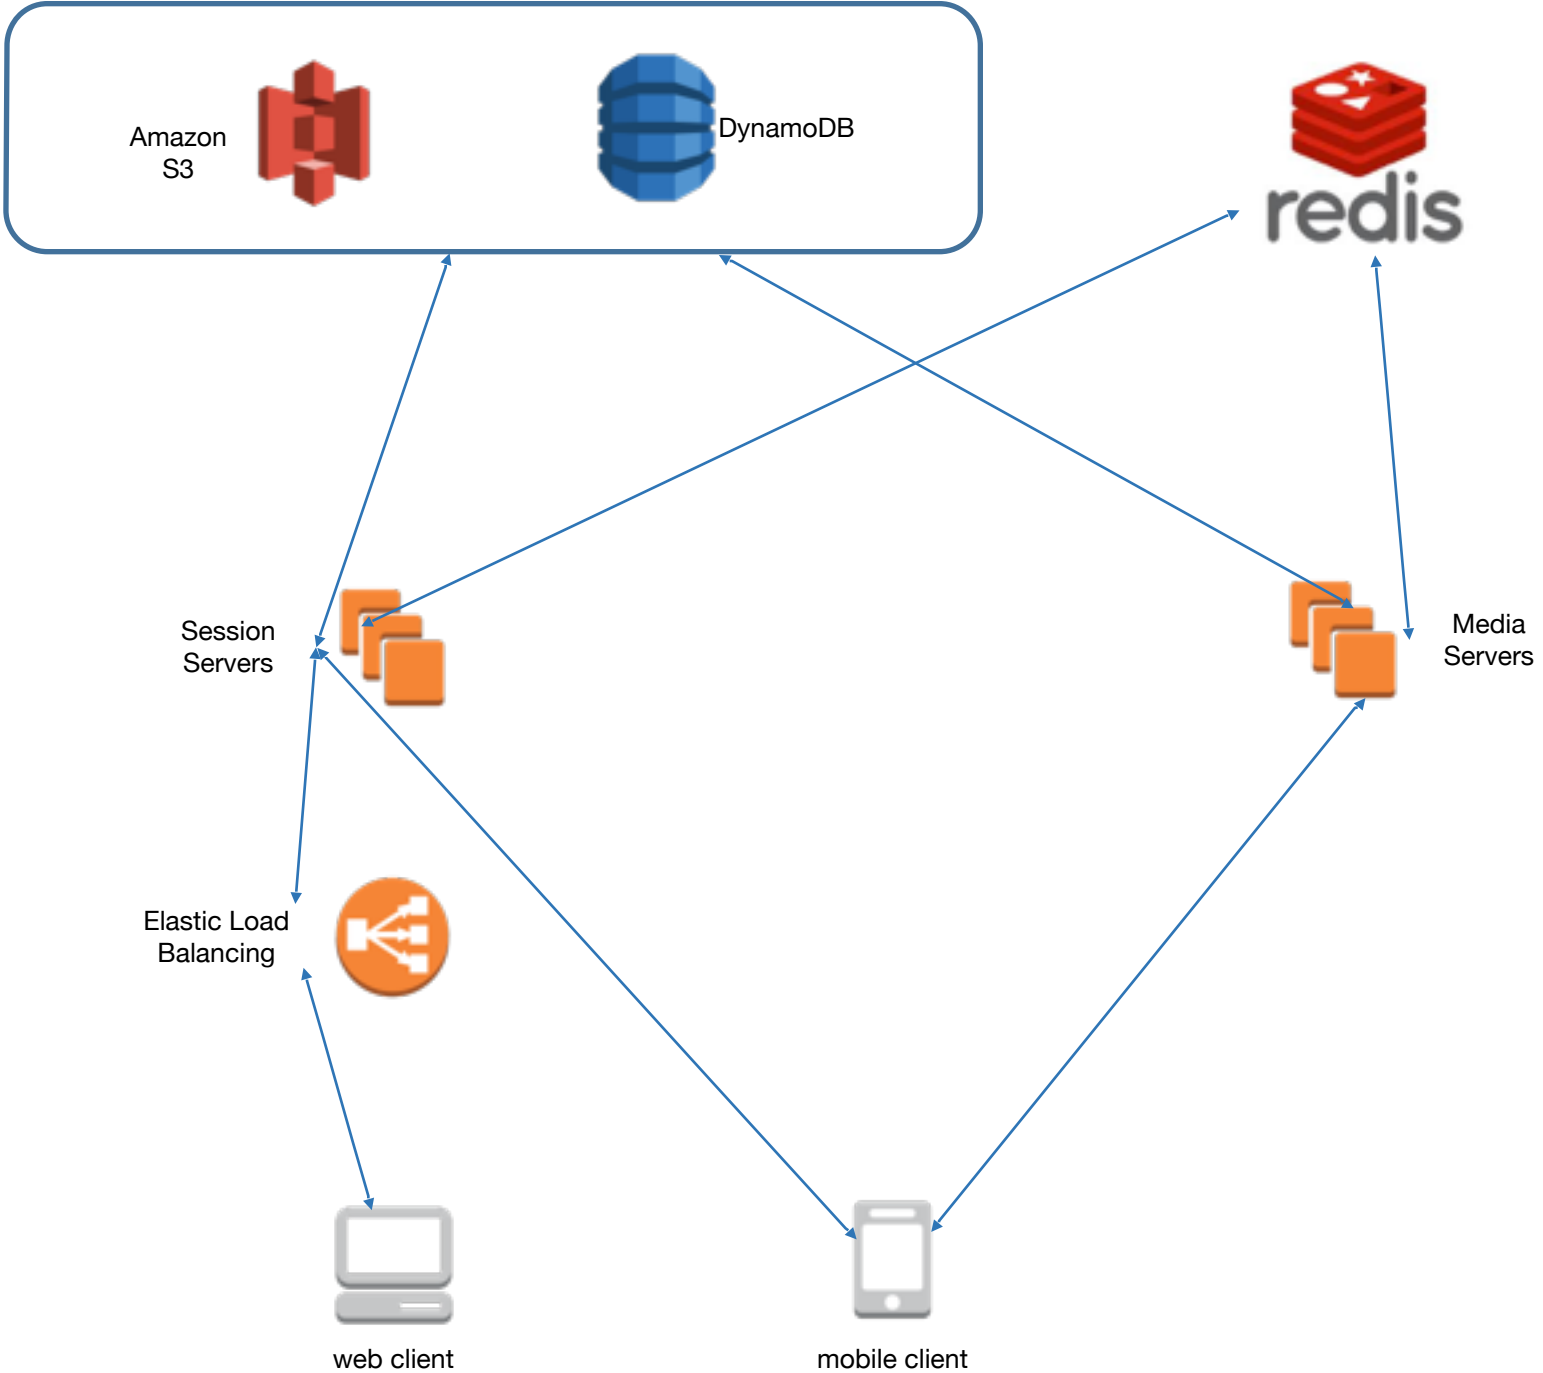 Amazon
S3
DynamoDB
redis
Session
Servers
Media
Servers
Elastic Load
Balancing
web client
mobile client